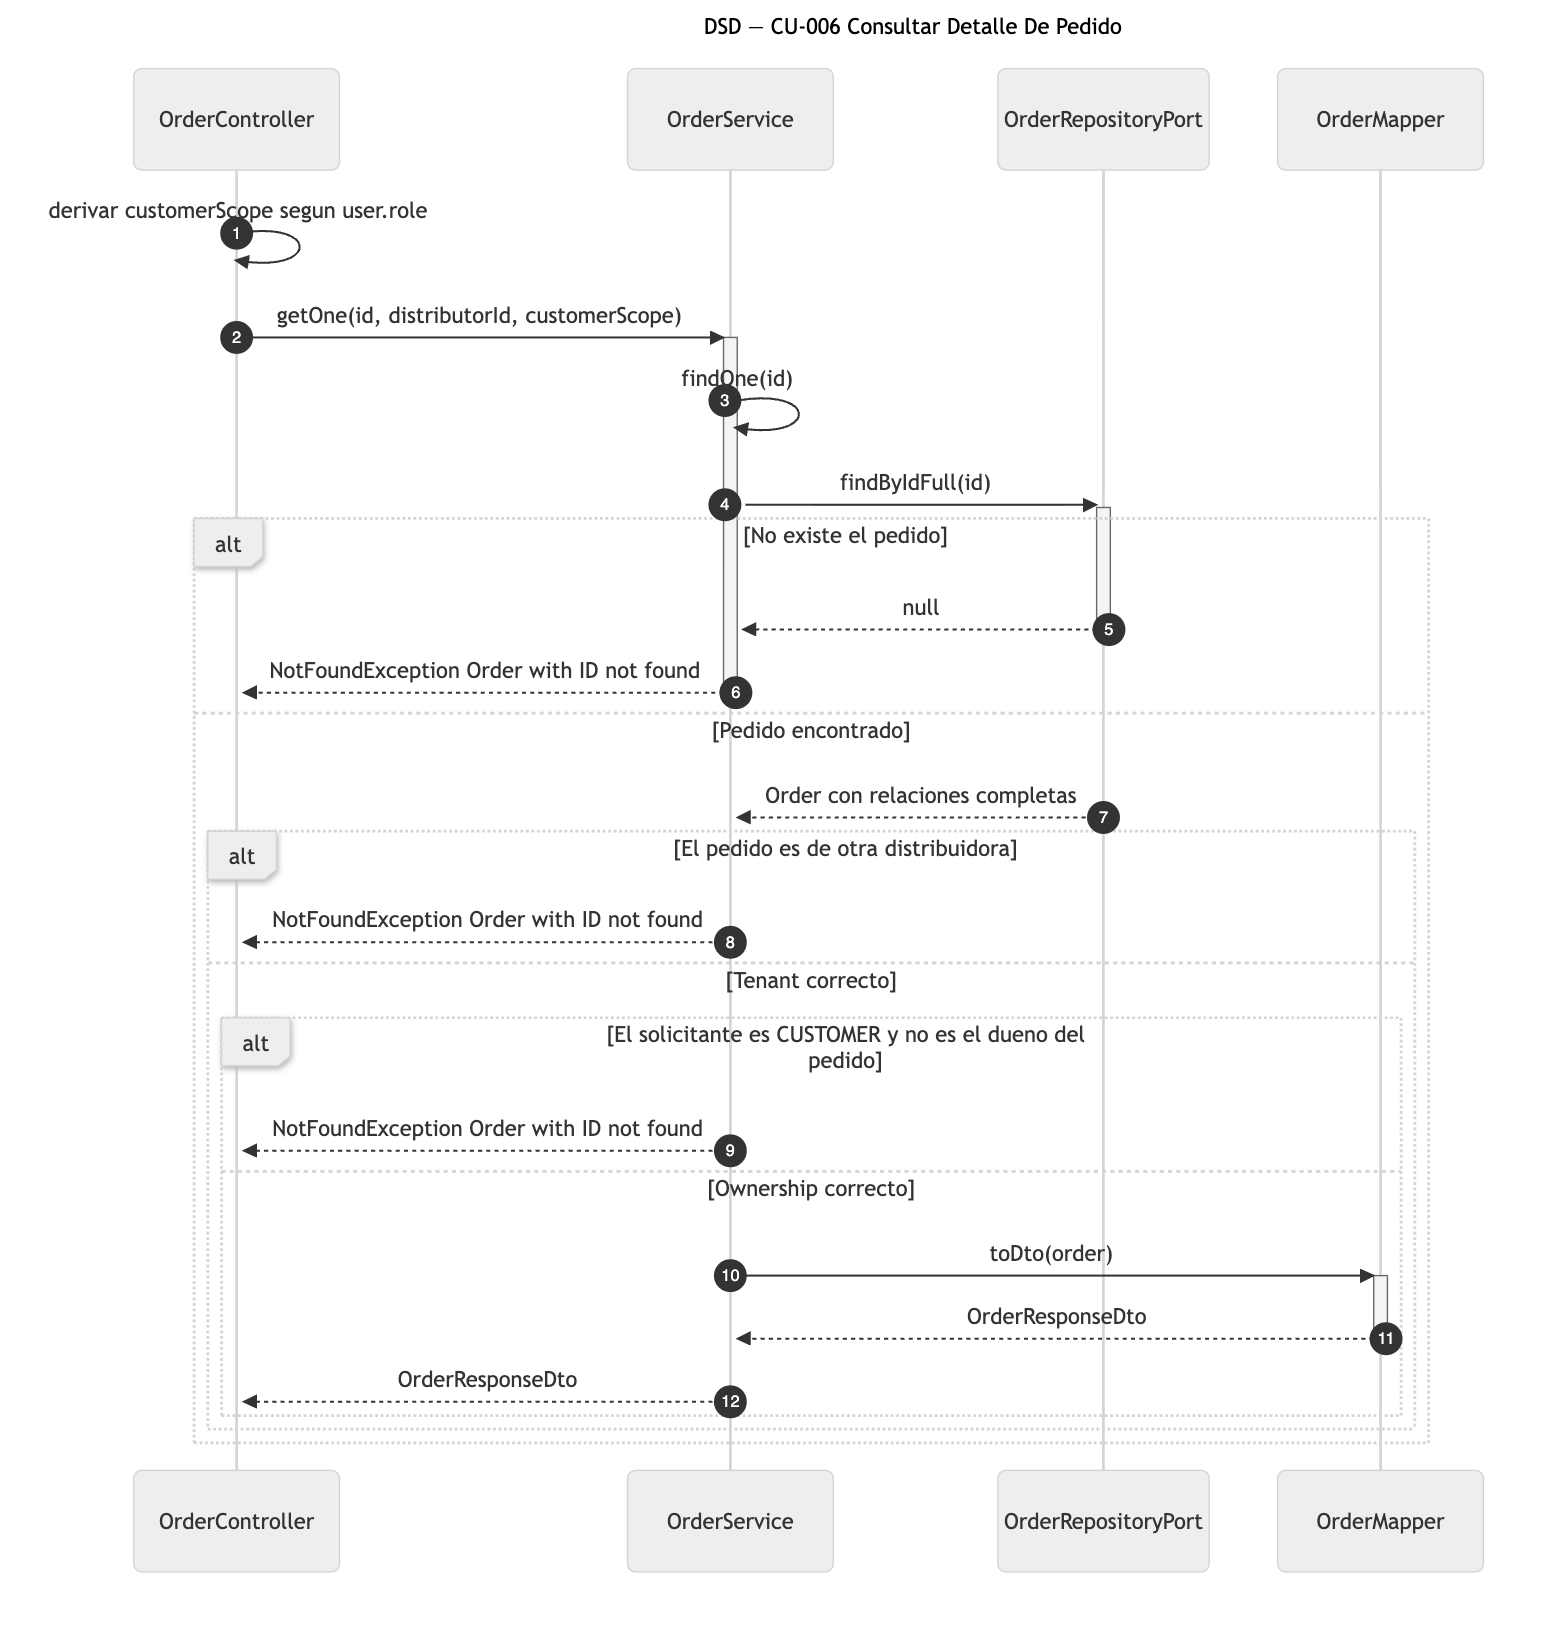 DSD — CU-006 Consultar Detalle De Pedido
OrderController
OrderService
OrderRepositoryPort
OrderMapper
derivar customerScope segun user.role
1
getOne(id, distributorId, customerScope)
2
findOne(id)
3
findByIdFull(id)
4
alt
[No existe el pedido]
null
5
NotFoundException Order with ID not found
6
[Pedido encontrado]
Order con relaciones completas
7
alt
[El pedido es de otra distribuidora]
NotFoundException Order with ID not found
8
[Tenant correcto]
alt
[El solicitante es CUSTOMER y no es el dueno del
pedido]
NotFoundException Order with ID not found
9
[Ownership correcto]
toDto(order)
10
OrderResponseDto
11
OrderResponseDto
12
OrderController
OrderService
OrderRepositoryPort
OrderMapper